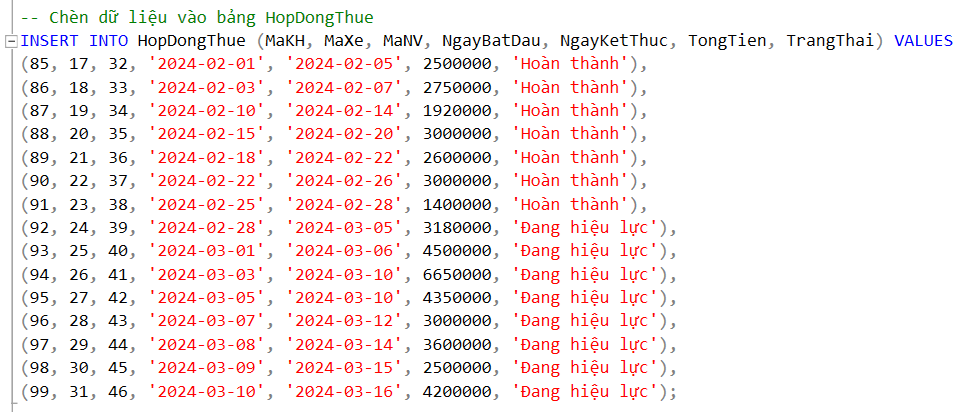 -- Chèn dữ liệu vào bảng HopDongThue
INSERT INTO HopDongThue (MaKH, MaXe, MaNV, NgayBatDau, NgayKetThuc, TongTien, TrangThai) VALUES
(85, 17, 32, '2024-02-01', '2024-02-05', 2500000, 'Hoàn thành'),
(86, 18, 33, '2024-02-03', '2024-02-07', 2750000, 'Hoàn thành'),
(87, 19, 34, '2024-02-10', '2024-02-14', 1920000, 'Hoàn thành'),
(88, 20, 35, '2024-02-15', '2024-02-20', 3000000, 'Hoàn thành'),
(89, 21, 36, '2024-02-18', '2024-02-22', 2600000, 'Hoàn thành'),
(90, 22, 37, '2024-02-22', '2024-02-26', 3000000, 'Hoàn thành'),
(91, 23, 38, '2024-02-25', '2024-02-28', 1400000, 'Hoàn thành'),
(92, 24, 39, '2024-02-28', '2024-03-05', 3180000, 'Đang hiệu lực'),
(93, 25, 40, '2024-03-01', '2024-03-06', 4500000, 'Đang hiệu lực'),
(94, 26, 41, '2024-03-03', '2024-03-10', 6650000, 'Đang hiệu lực'),
(95, 27, 42, '2024-03-05', '2024-03-10', 4350000, 'Đang hiệu lực'),
(96, 28, 43, '2024-03-07', '2024-03-12', 3000000, 'Đang hiệu lực'),
(97, 29, 44, '2024-03-08', '2024-03-14', 3600000, 'Đang hiệu lực'),
(98, 30, 45, '2024-03-09', '2024-03-15', 2500000, 'Đang hiệu lực'),
(99, 31, 46, '2024-03-10', '2024-03-16', 4200000, 'Đang hiệu lực');